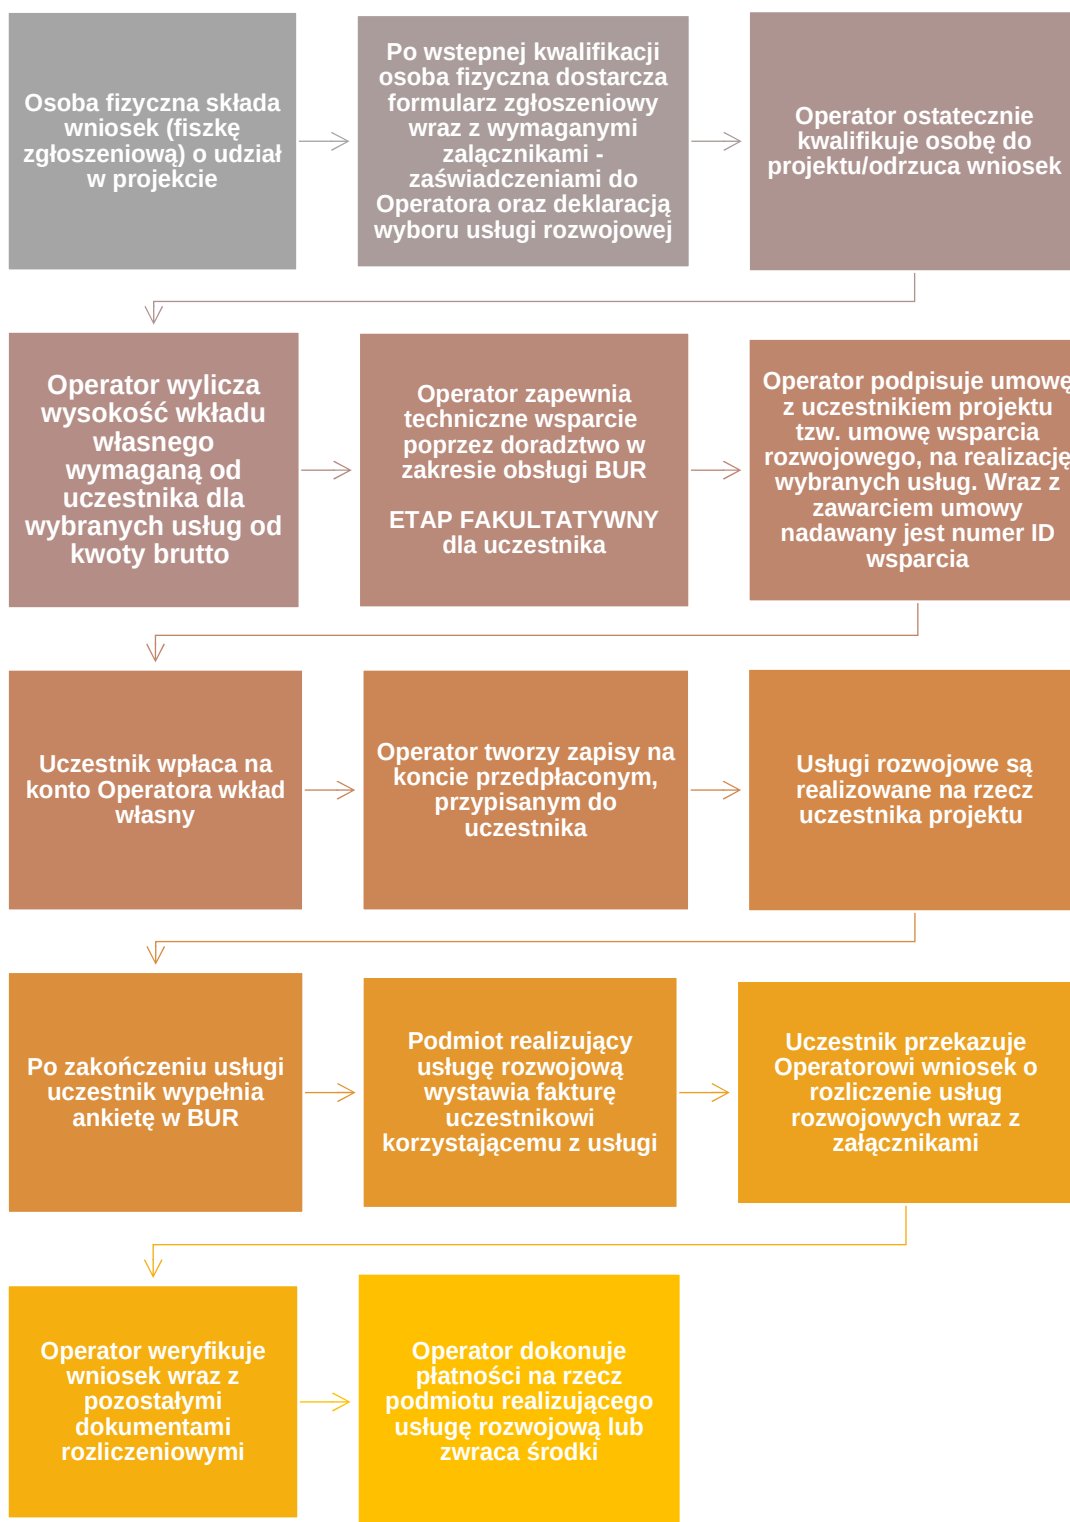 Osoba fizyczna składa
wniosek (fiszkę
zgłoszeniową) o udział
w projekcie
Po wstepnej kwalifikacji
osoba fizyczna dostarcza
formularz zgłoszeniowy
wraz z wymaganymi
zalącznikami -
zaświadczeniami do
Operatora oraz deklaracją
wyboru usługi rozwojowej
Operator ostatecznie
kwalifikuje osobę do
projektu/odrzuca wniosek
Operator wylicza
wysokość wkładu
własnego
wymaganą od
uczestnika dla
wybranych usług od
kwoty brutto
Operator zapewnia
techniczne wsparcie
poprzez doradztwo w
zakresie obsługi BUR
ETAP FAKULTATYWNY
dla uczestnika
Operator podpisuje umowę
z uczestnikiem projektu
tzw. umowę wsparcia
rozwojowego, na realizację
wybranych usług. Wraz z
zawarciem umowy
nadawany jest numer ID
wsparcia
Uczestnik wpłaca na
konto Operatora wkład
własny
Operator tworzy zapisy na
koncie przedpłaconym,
przypisanym do
uczestnika
Usługi rozwojowe są
realizowane na rzecz
uczestnika projektu
Po zakończeniu usługi
uczestnik wypełnia
ankietę w BUR
Podmiot realizujący
usługę rozwojową
wystawia fakturę
uczestnikowi
korzystającemu z usługi
Uczestnik przekazuje
Operatorowi wniosek o
rozliczenie usług
rozwojowych wraz z
załącznikami
Operator weryfikuje
wniosek wraz z
pozostałymi
dokumentami
rozliczeniowymi
Operator dokonuje
płatności na rzecz
podmiotu realizującego
usługę rozwojową lub
zwraca środki